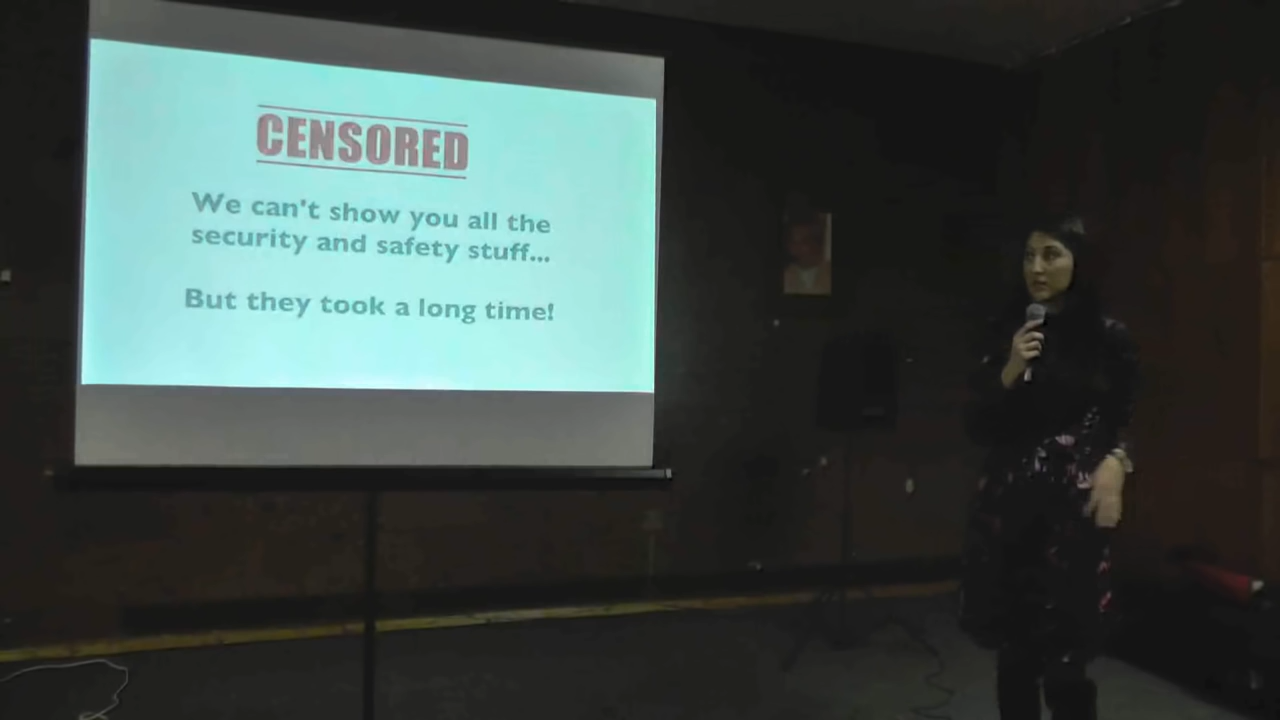 CENSORED
We can't show you all the
security and safety stuff...
But they took a long time!